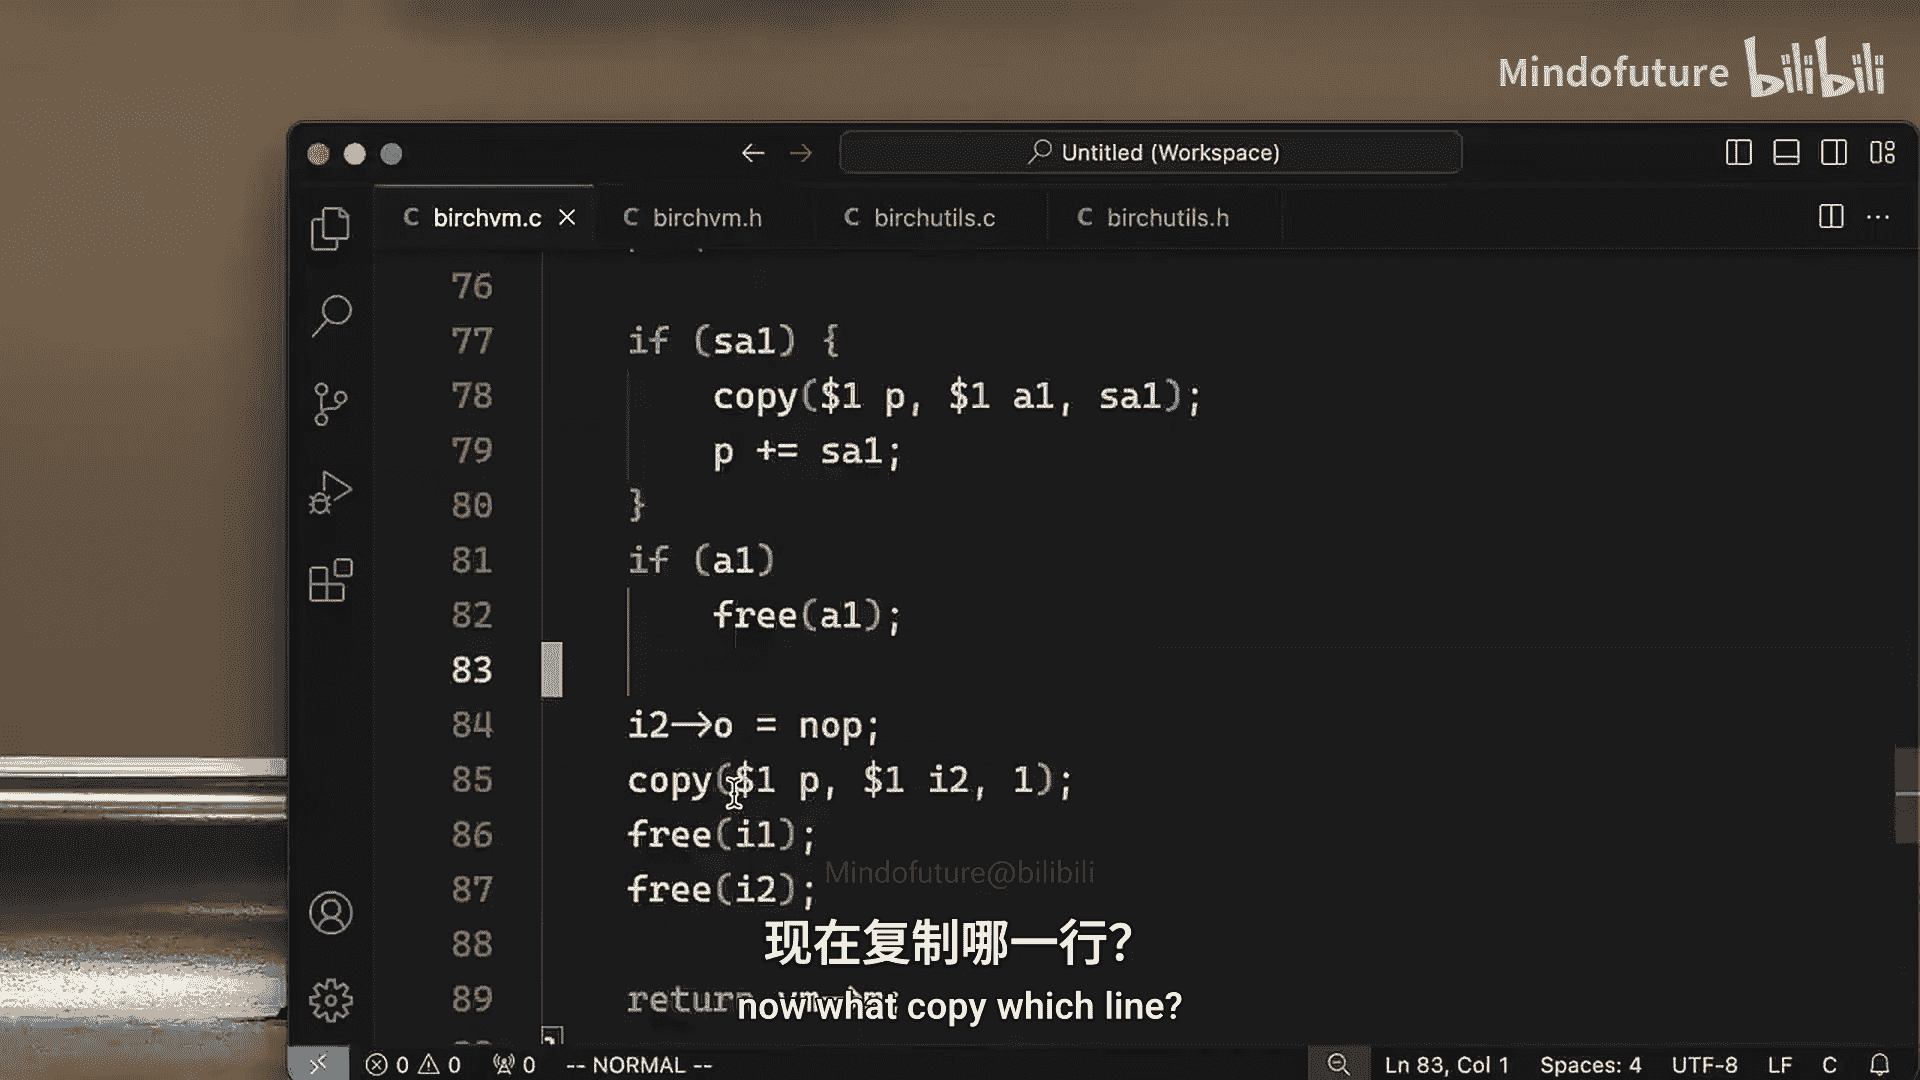 Mindofuture bilibili
Untitled (Workspace)
C birchvm.c
C birchvm.h
C birchutils.c
C birchutils.h
76
77 if (sa1) {
78 copy($1 p, $1 a1, sa1);
79 p += sa1;
80 }
81 if (a1)
82 free(a1);
83
84 i2->o = nop;
85 copy($1 p, $1 i2, 1);
86 free(i1);
87 free(i2);
88
89 return
Mindofuture@bilibili
现在复制哪一行?
now what copy which line?
0 0 0 -- NORMAL -- Ln 83, Col 1 Spaces: 4 UTF-8 LF C